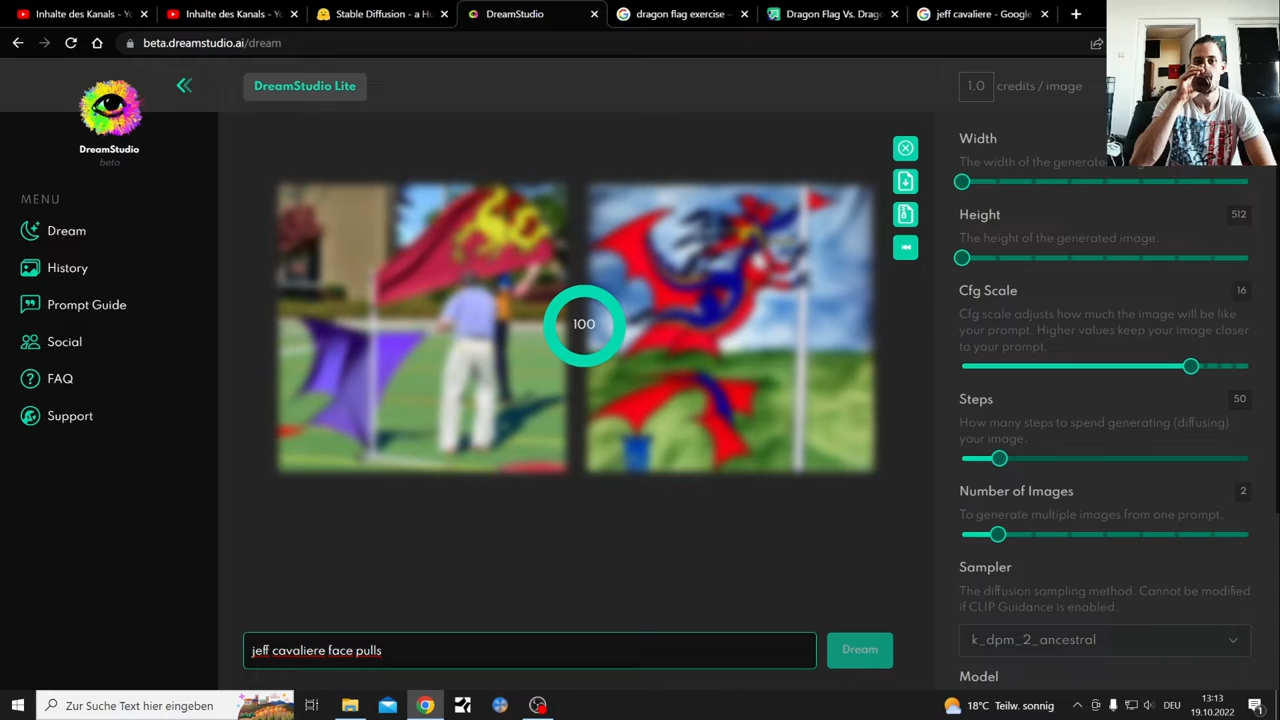 Inhalte des Kanals - Yo
Inhalte des Kanals - Yo
Stable Diffusion - a Hu
DreamStudio
dragon flag exercise –
Dragon Flag Vs. Drago
jeff cavaliere - Google
beta.dreamstudio.ai/dream
DreamStudio
beta
MENU
Dream
History
Prompt Guide
Social
FAQ
Support
DreamStudio Lite
100
jeff cavaliere face pulls
Dream
1.0 credits / image
Width
The width of the generated
Height 512
The height of the generated image.
Cfg Scale 16
Cfg scale adjusts how much the image will be like
your prompt. Higher values keep your image closer
to your prompt.
Steps 50
How many steps to spend generating (diffusing)
your image.
Number of Images 2
To generate multiple images from one prompt.
Sampler
The diffusion sampling method. Cannot be modified
if CLIP Guidance is enabled.
k_dpm_2_ancestral
Model
Zur Suche Text hier eingeben
18°C Teilw. sonnig
DEU
13:13
19.10.2022
1